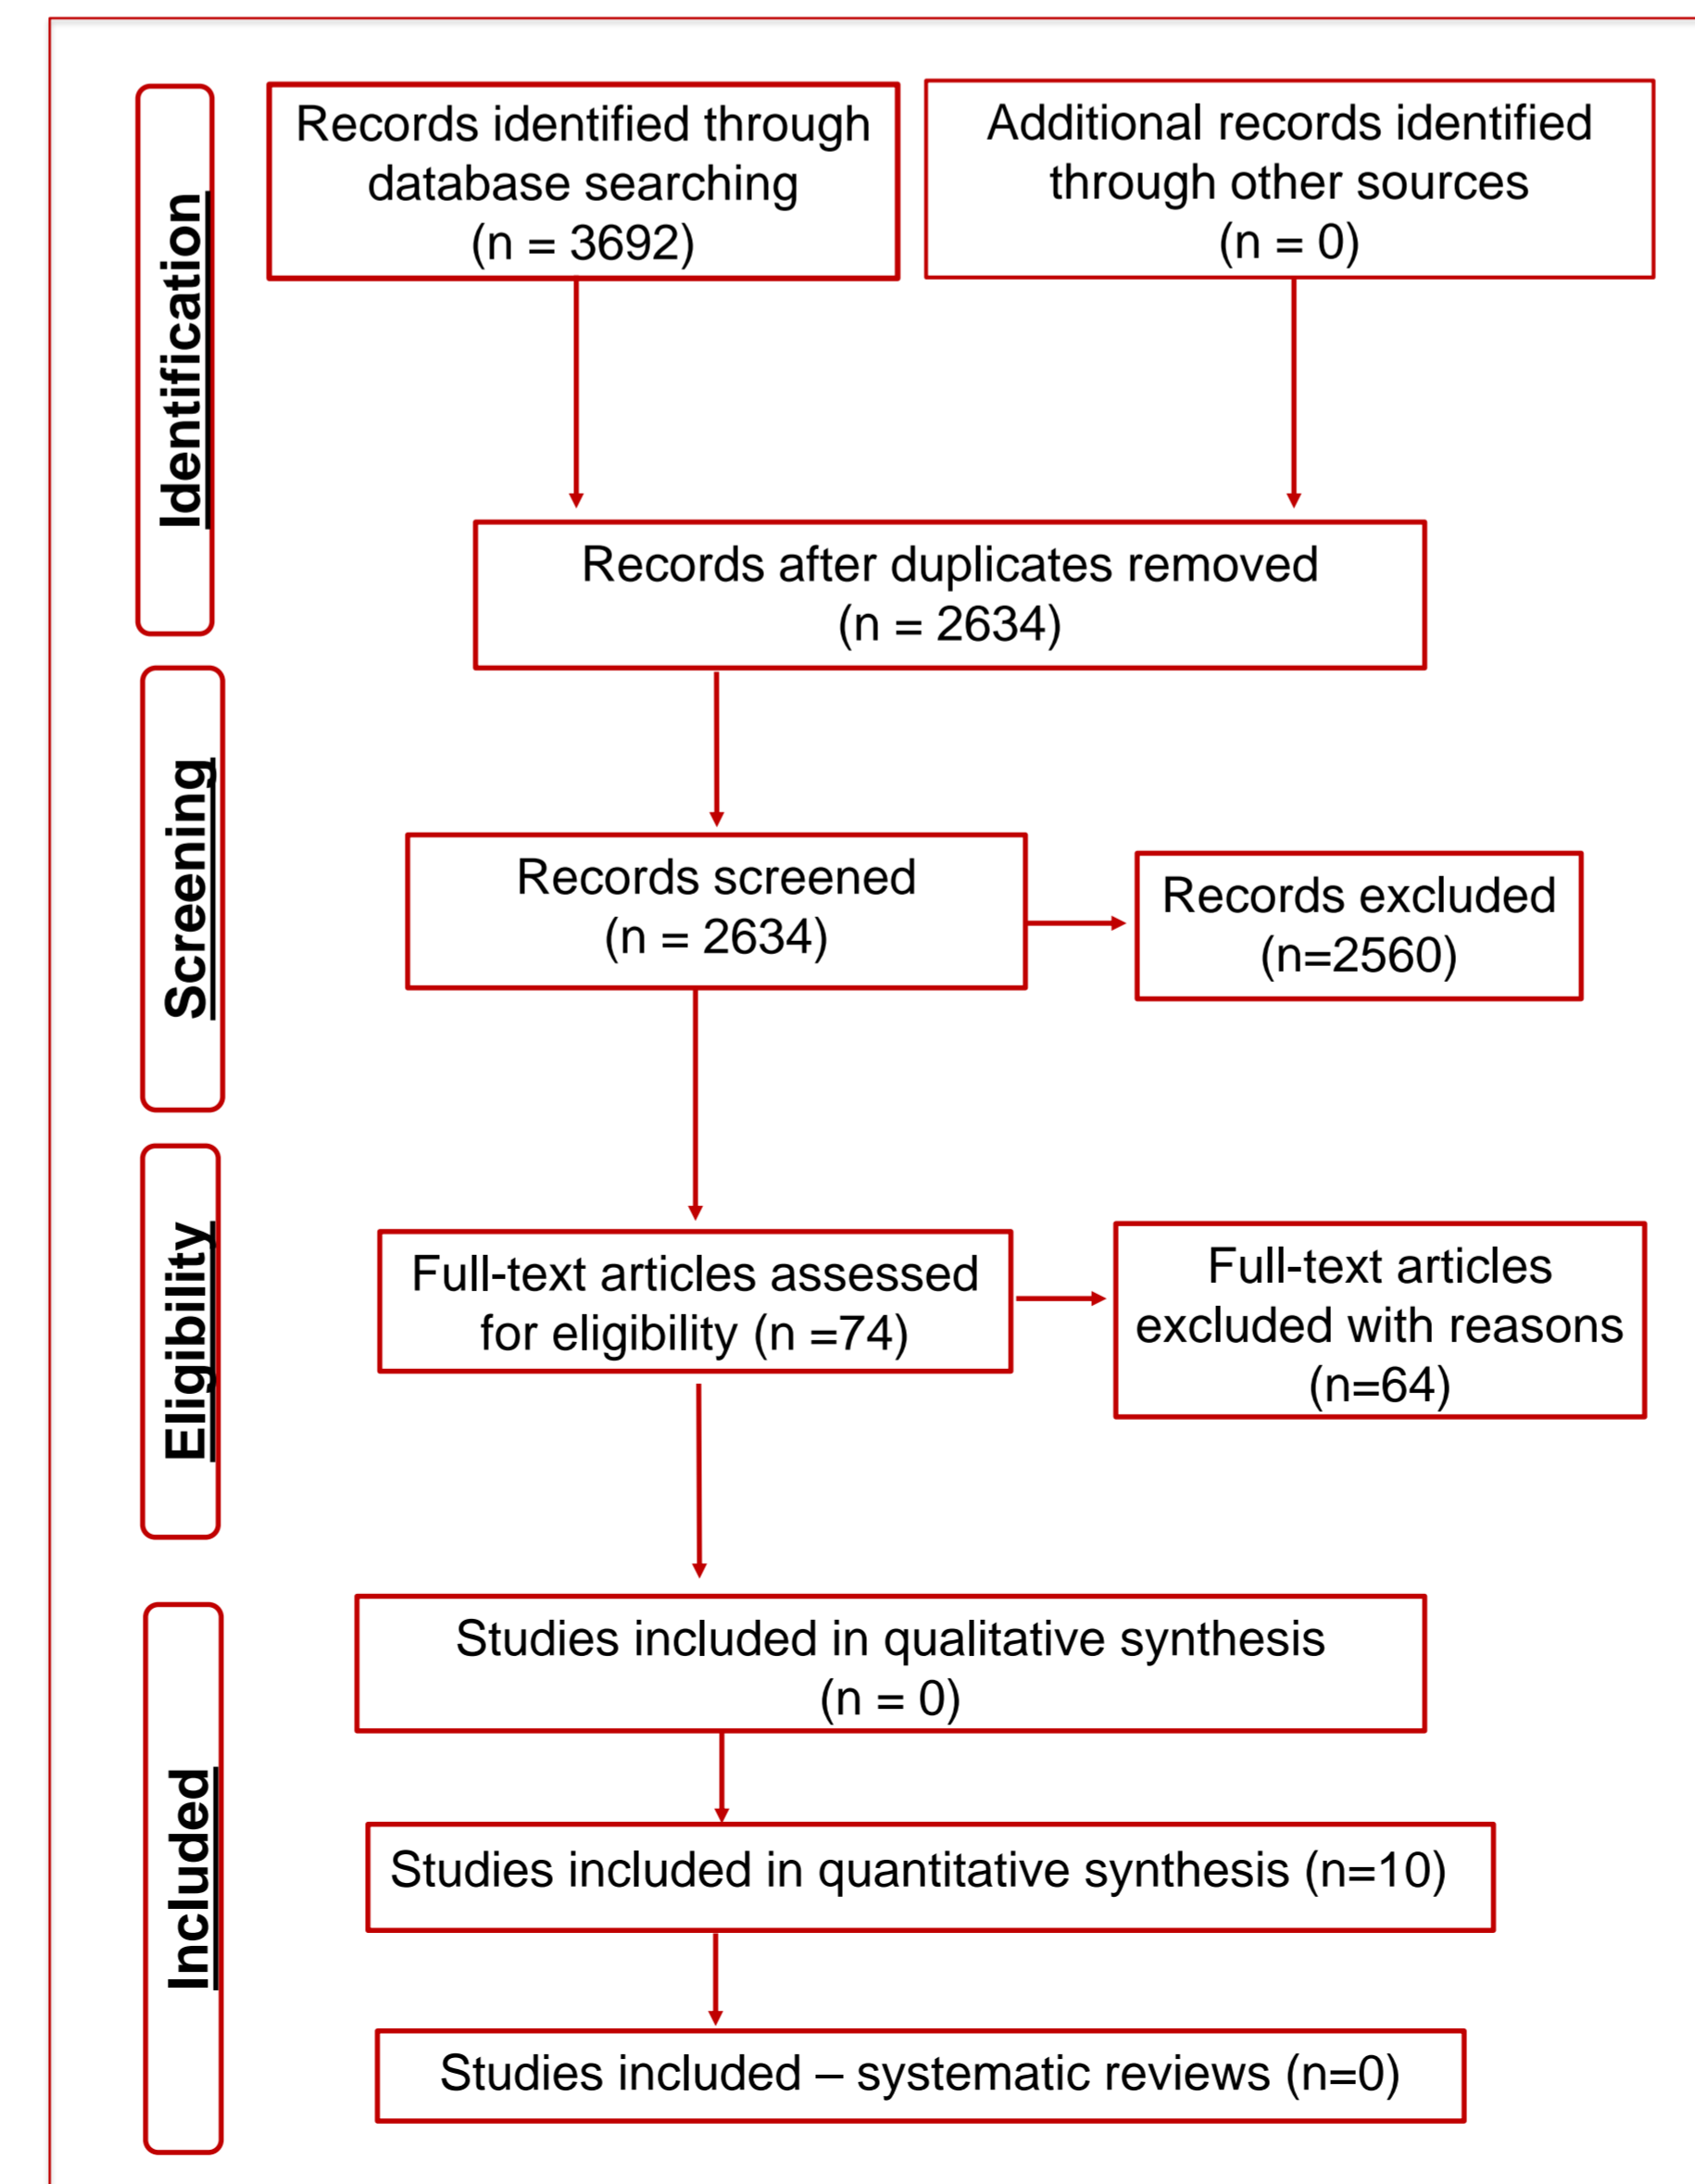 Identification
Records identified through
database searching
(n = 3692)
Additional records identified
through other sources
(n = 0)
Records after duplicates removed
(n = 2634)
Screening
Records screened
(n = 2634)
Records excluded
(n=2560)
Eligibility
Full-text articles assessed
for eligibility (n =74)
Full-text articles
excluded with reasons
(n=64)
Included
Studies included in qualitative synthesis
(n = 0)
Studies included in quantitative synthesis (n=10)
Studies included – systematic reviews (n=0)